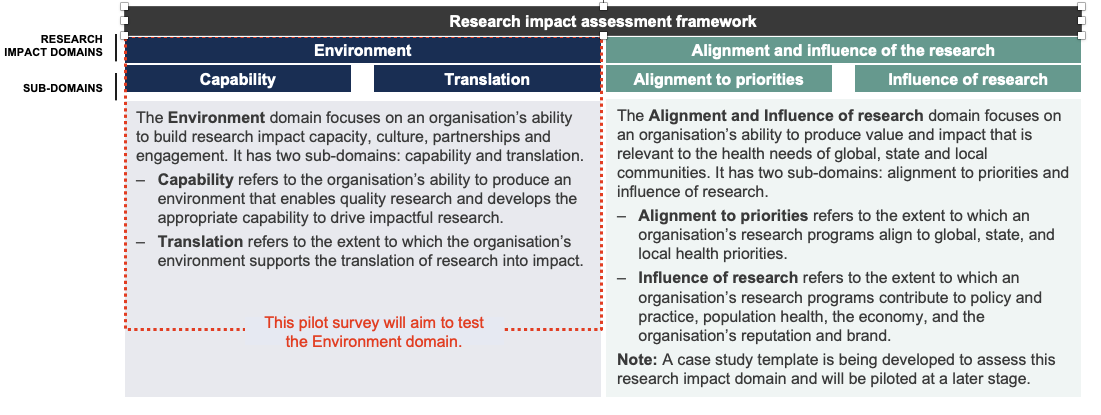 Research impact assessment framework
RESEARCH
IMPACT DOMAINS
Environment
Alignment and influence of the research
SUB-DOMAINS
Capability
Translation
Alignment to priorities
Influence of research
The Environment domain focuses on an organisation's ability
to build research impact capacity, culture, partnerships and
engagement. It has two sub-domains: capability and translation.
– Capability refers to the organisation's ability to produce an
environment that enables quality research and develops the
appropriate capability to drive impactful research.
– Translation refers to the extent to which the organisation's
environment supports the translation of research into impact.
This pilot survey will aim to test
the Environment domain.
The Alignment and Influence of research domain focuses on
an organisation's ability to produce value and impact that is
relevant to the health needs of global, state and local
communities. It has two sub-domains: alignment to priorities and
influence of research.
– Alignment to priorities refers to the extent to which an
organisation's research programs align to global, state, and
local health priorities.
– Influence of research refers to the extent to which an
organisation's research programs contribute to policy and
practice, population health, the economy, and the
organisation's reputation and brand.
Note: A case study template is being developed to assess this
research impact domain and will be piloted at a later stage.